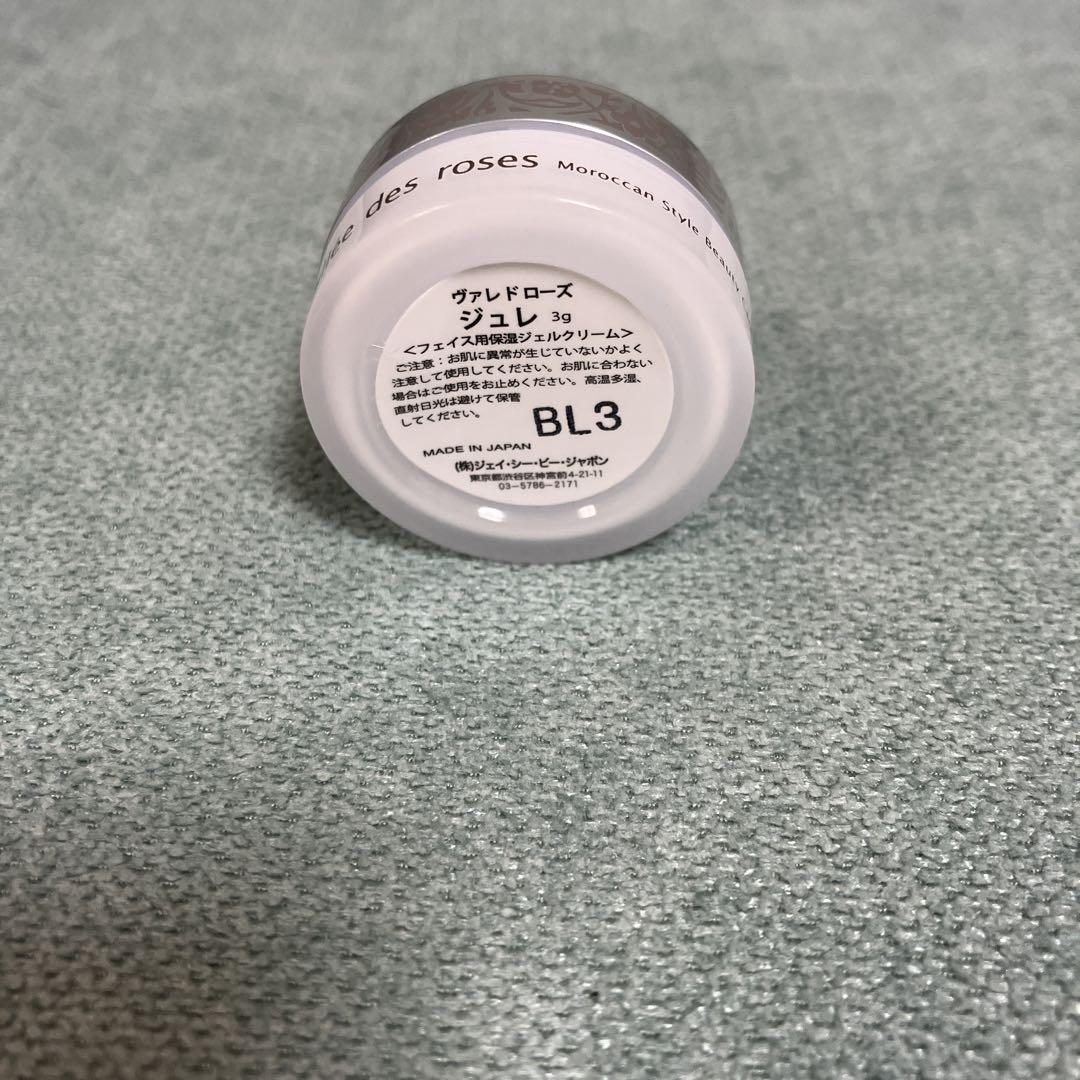 des roses Moroccan Style Beauty
ヴァレド ローズ
ジュレ 3g
＜フェイス用保湿ジェルクリーム＞
ご注意：お肌に異常が生じていないかよく
注意して使用してください。お肌に合わない
場合はご使用をお止めください。高温多湿、
直射日光は避けて保管
してください。
BL3
MADE IN JAPAN
(株)ジェイ・シー・ビー・ジャポン
東京都渋谷区神宮前4-21-11
03-5786-2171